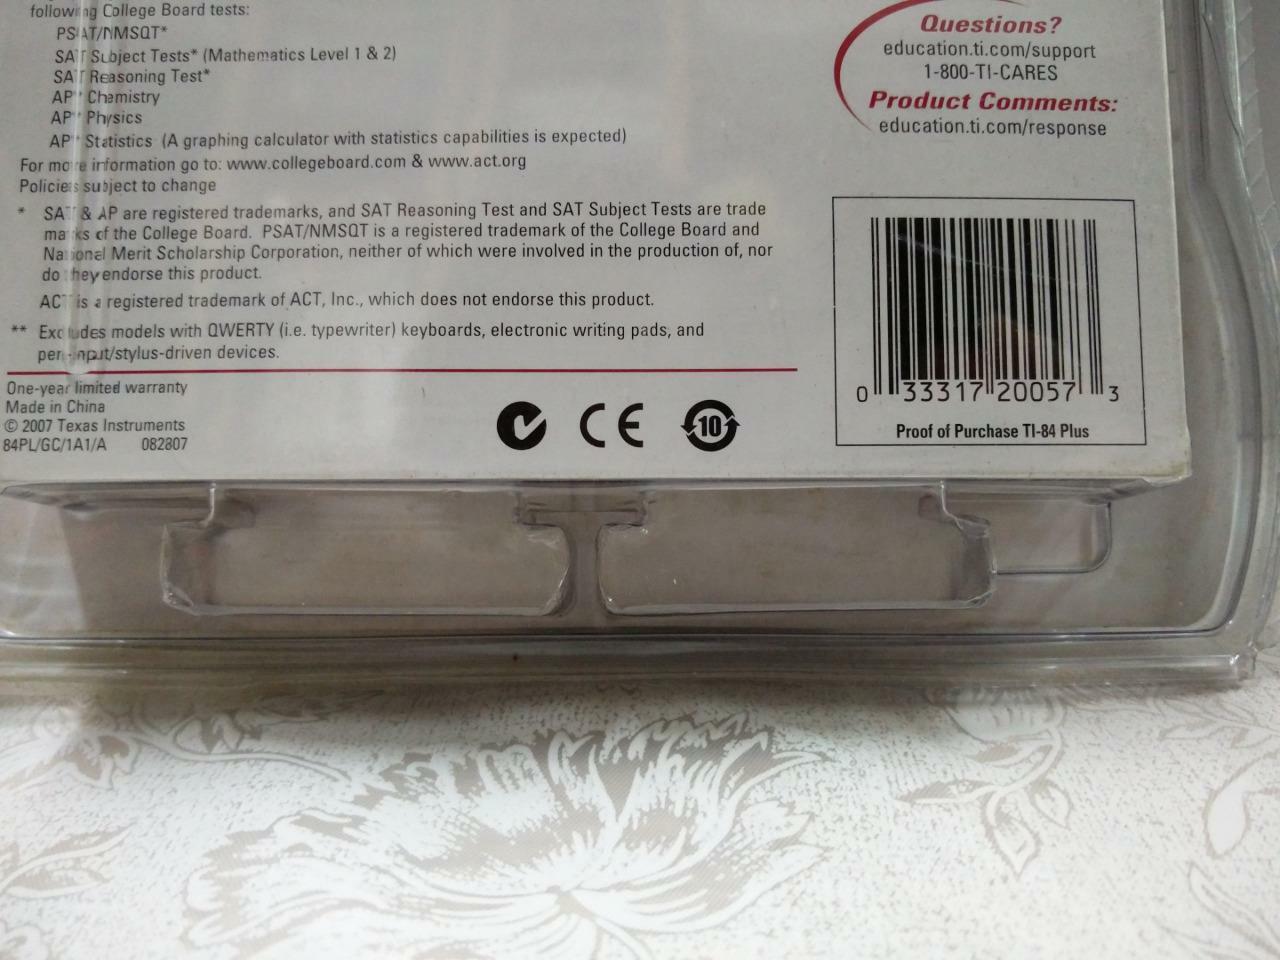 following College Board tests:
PSAT/NMSQT*
SAT Subject Tests* (Mathematics Level 1 & 2)
SAT Reasoning Test*
AP* Chemistry
AP* Physics
AP* Statistics (A graphing calculator with statistics capabilities is expected)
For more information go to: www.collegeboard.com & www.act.org
Policies subject to change
* SAT & AP are registered trademarks, and SAT Reasoning Test and SAT Subject Tests are trade
marks of the College Board. PSAT/NMSQT is a registered trademark of the College Board and
National Merit Scholarship Corporation, neither of which were involved in the production of, nor
do they endorse this product.
ACT is a registered trademark of ACT, Inc., which does not endorse this product.
** Excludes models with QWERTY (i.e. typewriter) keyboards, electronic writing pads, and
pen-input/stylus-driven devices.
One-year limited warranty
Made in China
© 2007 Texas Instruments
84PL/GC/1A1/A 082807
CE
10
Questions?
education.ti.com/support
1-800-TI-CARES
Product Comments:
education.ti.com/response
0 33317 20057 3
Proof of Purchase TI-84 Plus